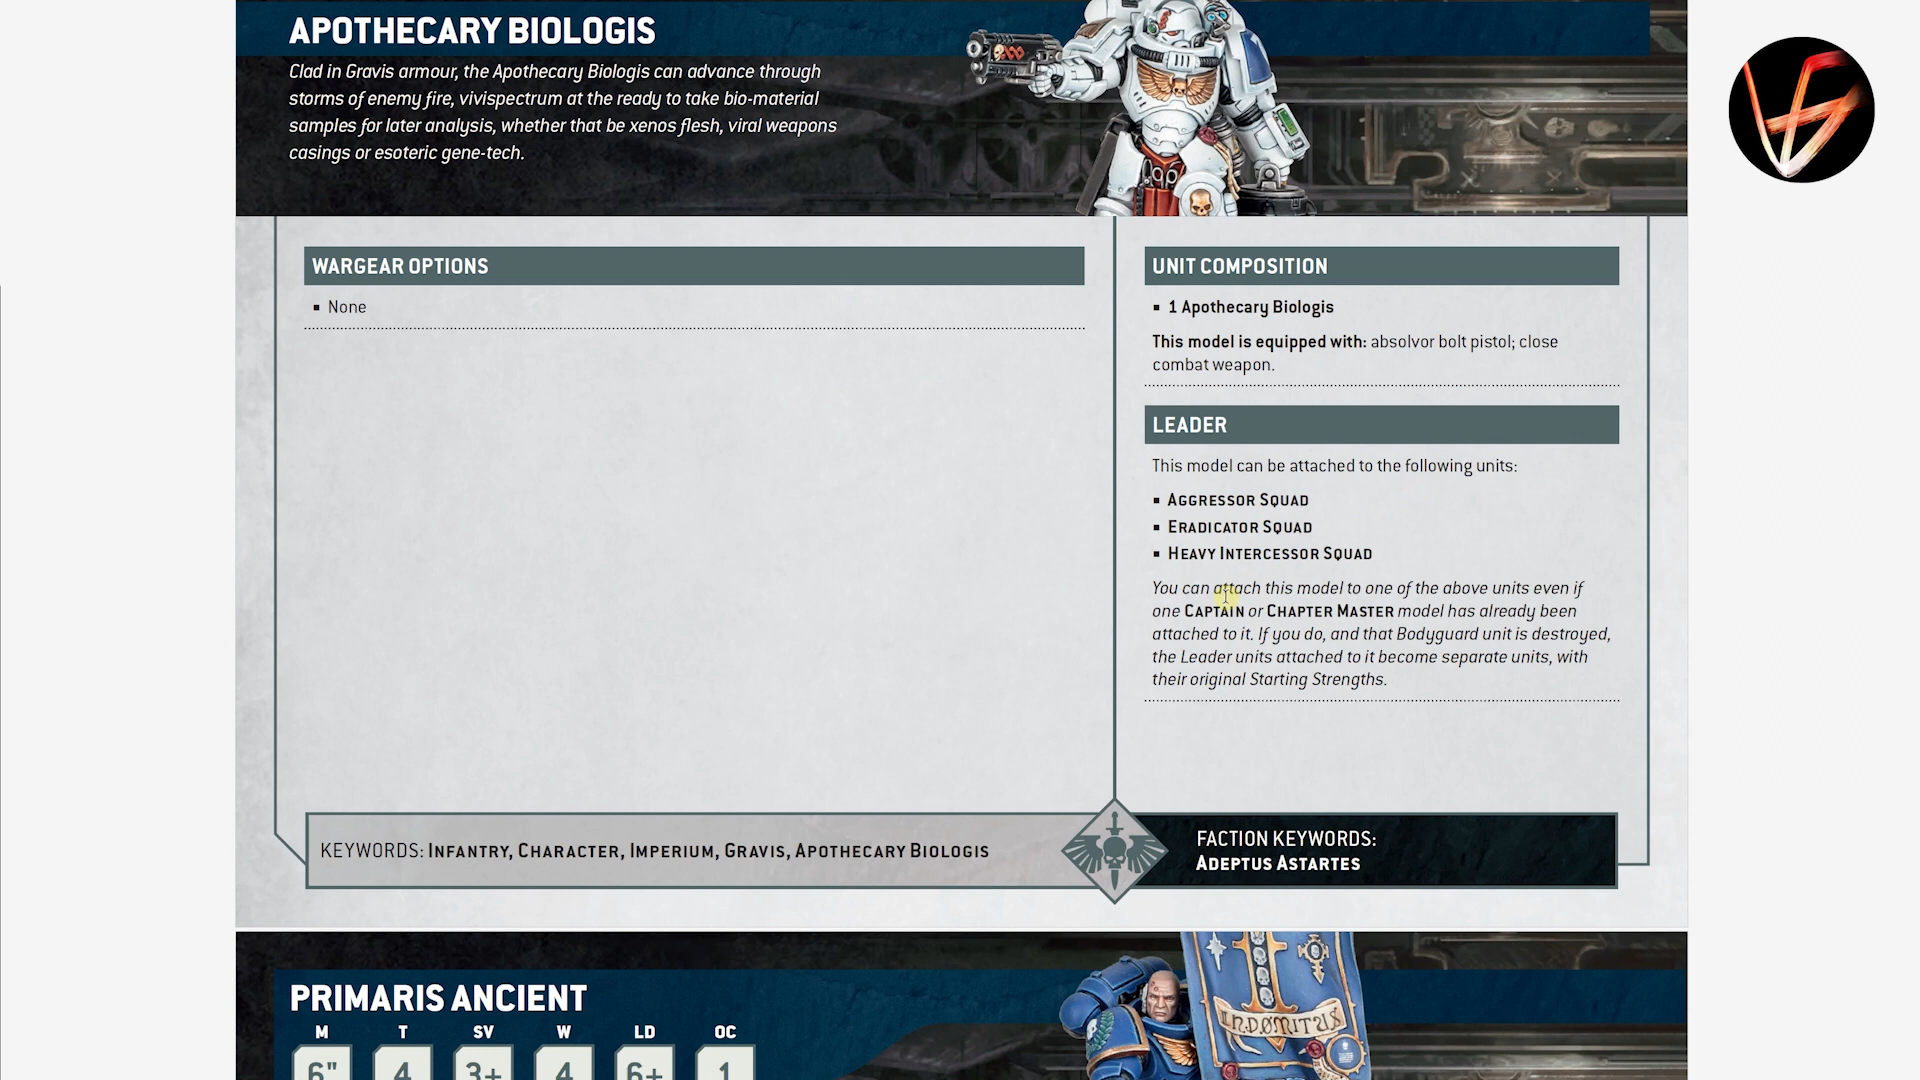 APOTHECARY BIOLOGIS
Clad in Gravis armour, the Apothecary Biologis can advance through
storms of enemy fire, vivispectrum at the ready to take bio-material
samples for later analysis, whether that be xenos flesh, viral weapons
casings or esoteric gene-tech.
WARGEAR OPTIONS
▪ None
UNIT COMPOSITION
▪ 1 Apothecary Biologis
This model is equipped with: absolvor bolt pistol; close
combat weapon.
LEADER
This model can be attached to the following units:
▪ AGGRESSOR SQUAD
▪ ERADICATOR SQUAD
▪ HEAVY INTERCESSOR SQUAD
You can attach this model to one of the above units even if
one CAPTAIN or CHAPTER MASTER model has already been
attached to it. If you do, and that Bodyguard unit is destroyed,
the Leader units attached to it become separate units, with
their original Starting Strengths.
KEYWORDS: INFANTRY, CHARACTER, IMPERIUM, GRAVIS, APOTHECARY BIOLOGIS
FACTION KEYWORDS:
ADEPTUS ASTARTES
PRIMARIS ANCIENT
M T SV W LD OC
6" 4 3+ 4 6+ 1
INDOMITUS